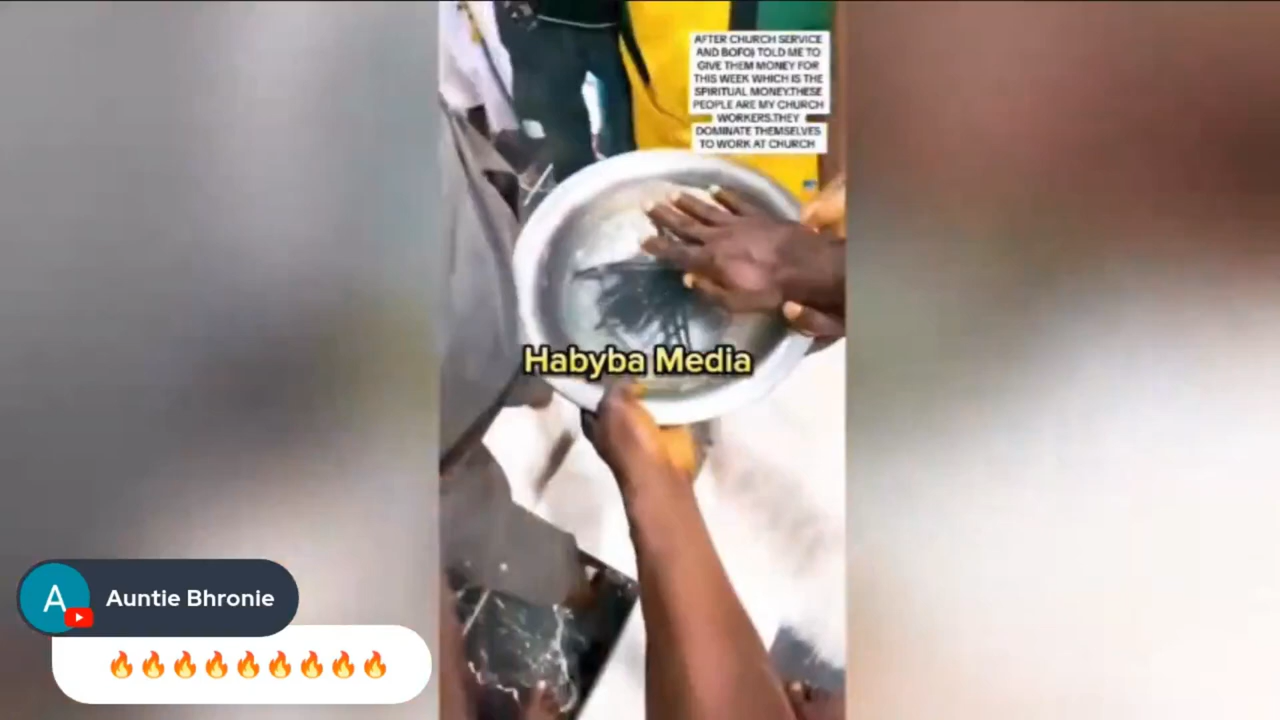 AFTER CHURCH SERVICE
AND BOFO) TOLD ME TO
GIVE THEM MONEY FOR
THIS WEEK WHICH IS THE
SPIRITUAL MONEY.THESE
PEOPLE ARE MY CHURCH
WORKERS.THEY
DOMINATE THEMSELVES
TO WORK AT CHURCH
Habyba Media
A
Auntie Bhronie